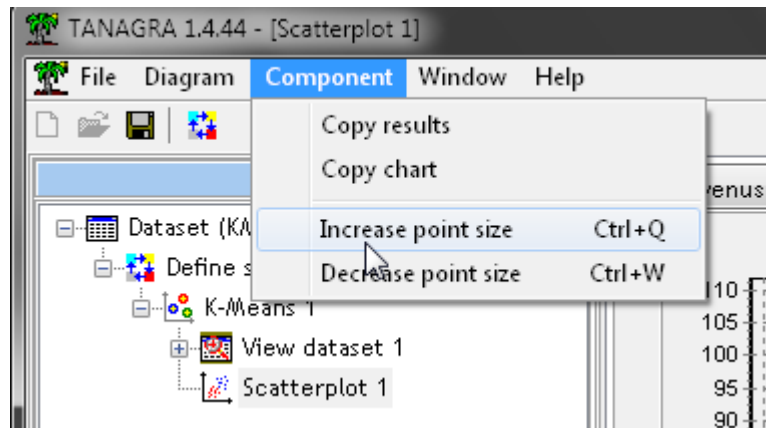 TANAGRA 1.4.44 - [Scatterplot 1]
File Diagram Component Window Help
Copy results
Copy chart
Increase point size Ctrl+Q
Decrease point size Ctrl+W
Dataset (KM
Define s
K-Means 1
View dataset 1
Scatterplot 1
venus
110
105
100
95
90